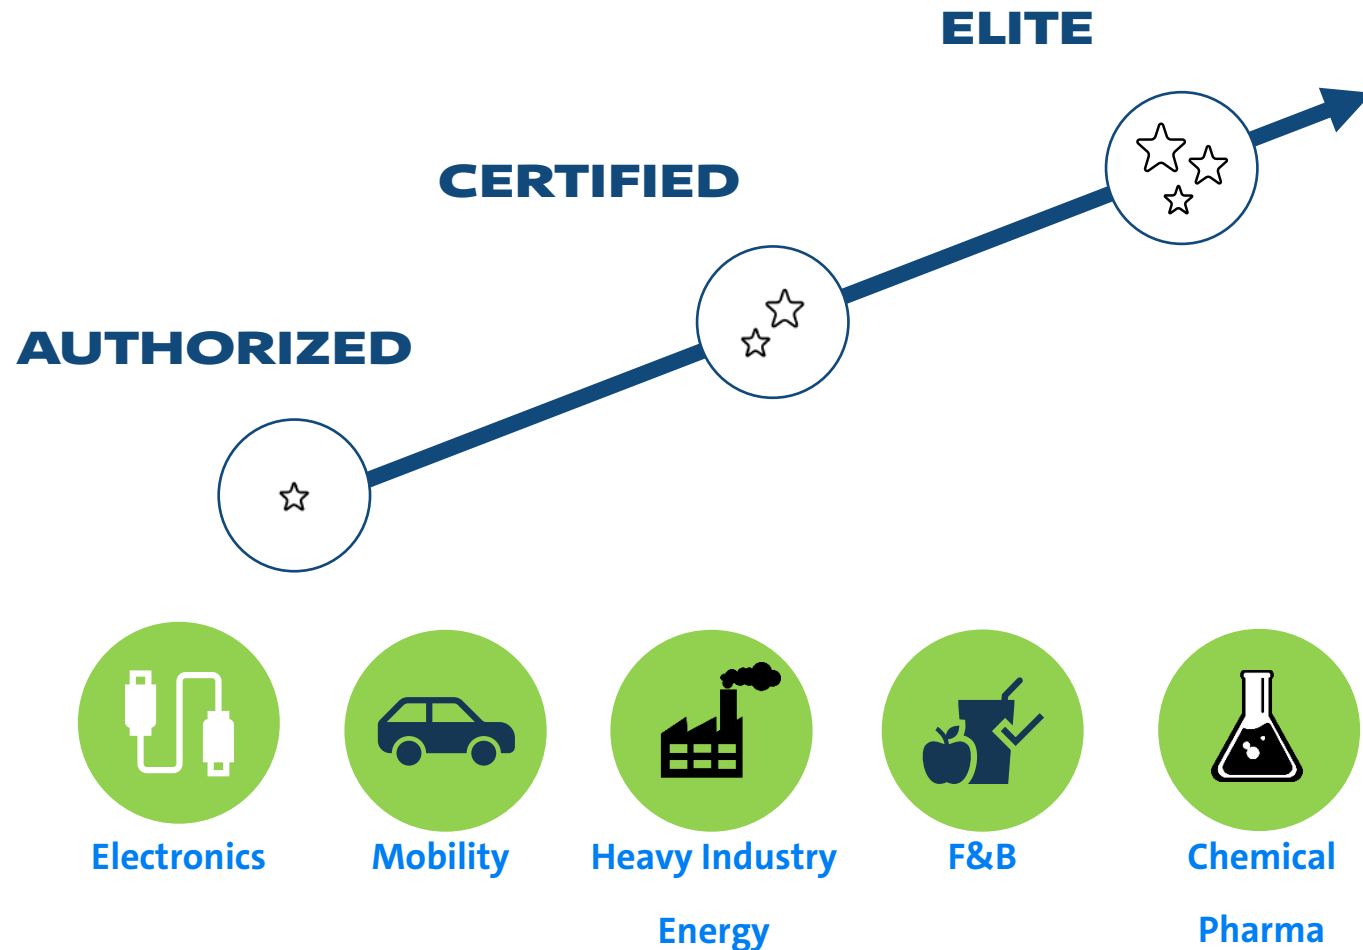 ELITE
CERTIFIED
AUTHORIZED
Electronics
Mobility
Heavy Industry
Energy
F&B
Chemical
Pharma